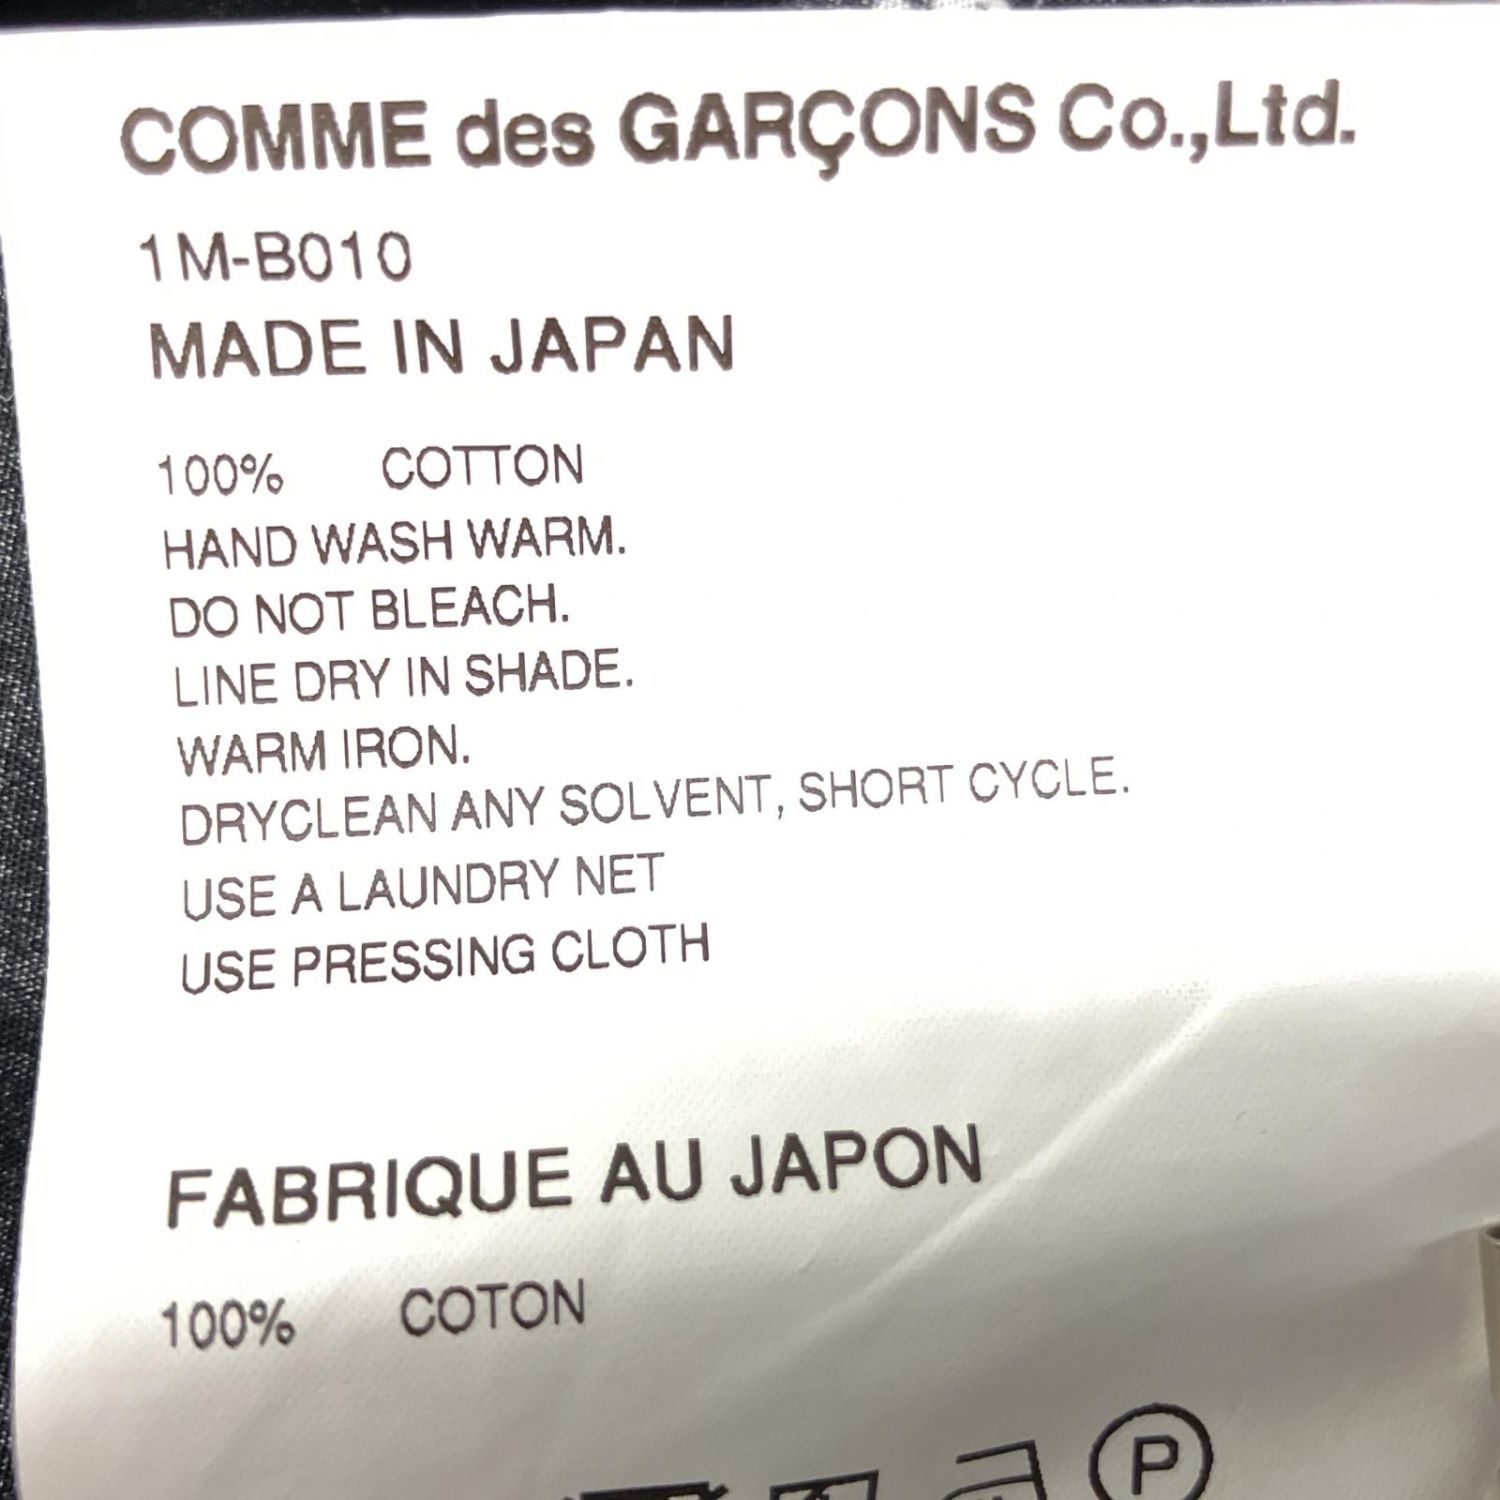 COMME des GARÇONS Co.,Ltd.
1M-B010
MADE IN JAPAN
100% COTTON
HAND WASH WARM.
DO NOT BLEACH.
LINE DRY IN SHADE.
WARM IRON.
DRYCLEAN ANY SOLVENT, SHORT CYCLE.
USE A LAUNDRY NET
USE PRESSING CLOTH
FABRIQUE AU JAPON
100% COTON
P